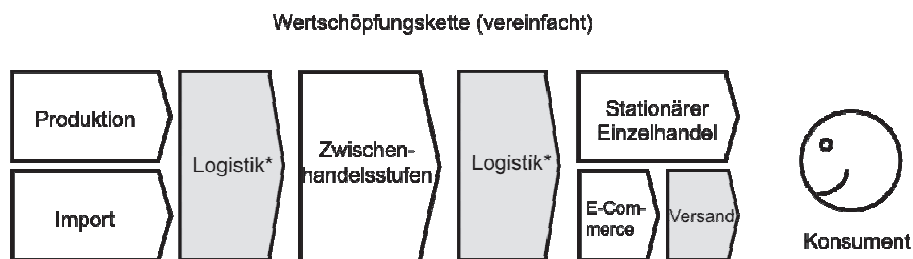 Wertschöpfungskette (vereinfacht)
Produktion
Import
Logistik*
Zwischen-
handelsstufen
Logistik*
Stationärer
Einzelhandel
E-Com-
merce
Versand
Konsument